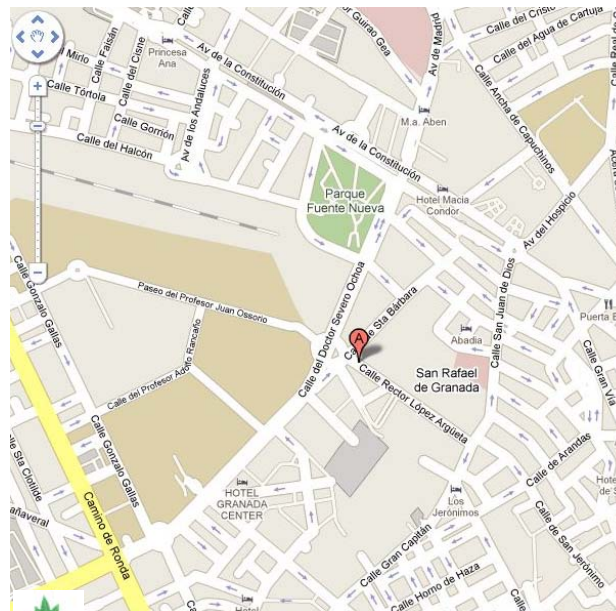 Guirao Gea
Av de Madrid
Calle del Cristo
Calle del Agua de Cartuja
Calle Real de
Mirlo
Calle Faisán
Calle del Cisne
Princesa
Ana
Av de la Constitución
Calle Tórtola
Av de los Andaluces
Calle Gorrión
Calle del Halcón
M.a. Aben
Calle Ancha de Capuchinos
Av de la Constitución
Parque
Fuente Nueva
Hotel Macia
Condor
Av del Hospicio
Calle San Juan de Dios
Calle Gonzalo Gallas
Paseo del Profesor Juan Ossorio
Calle del Doctor Severo Ochoa
Sta Bárbara
Puerta E
Abadia
A
San Rafael
de Granada
Calle Gran Vía
Calle del Profesor Adolfo Rancaño
Calle Rector López Argüeta
Calle Gonzalo Gallas
Calle de Arandas
Sta Clotilde
Camino de Ronda
HOTEL
GRANADA
CENTER
Los
Jerónimos
Calle Gran Capitán
Calle de San Jerónimo
Calle Horno de Haza